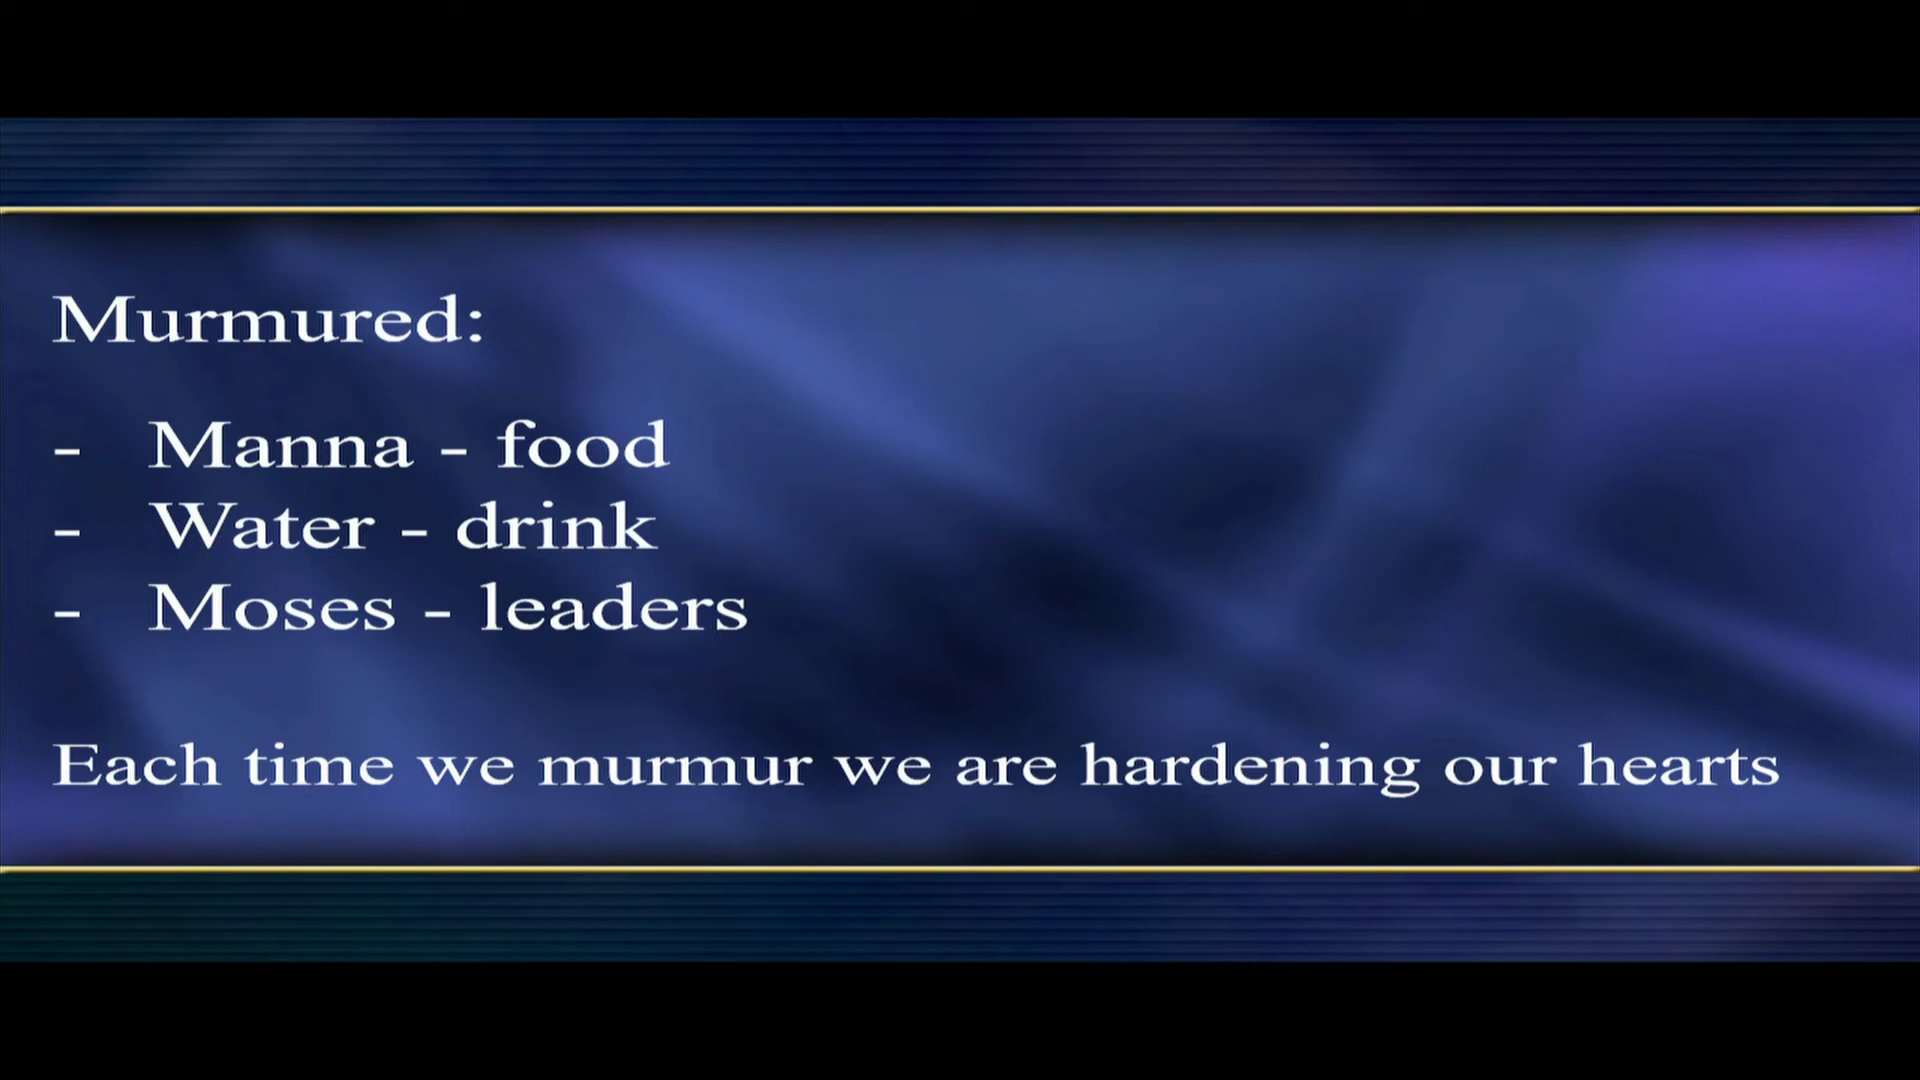 Murmured:
- Manna - food
- Water - drink
- Moses - leaders
Each time we murmur we are hardening our hearts